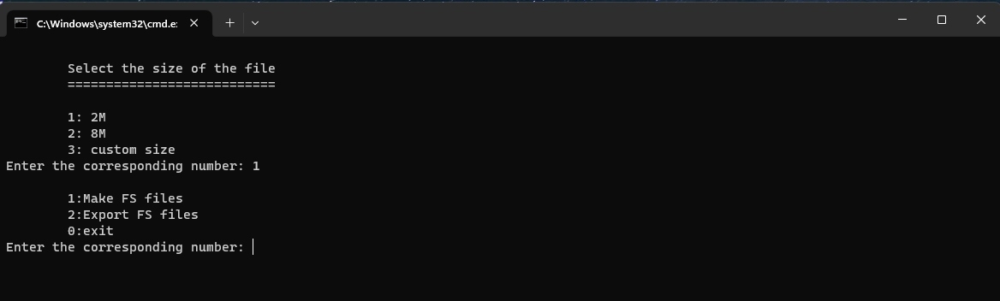 C:\Windows\system32\cmd.e
Select the size of the file
===========================
1: 2M
2: 8M
3: custom size
Enter the corresponding number: 1
1:Make FS files
2:Export FS files
0:exit
Enter the corresponding number: